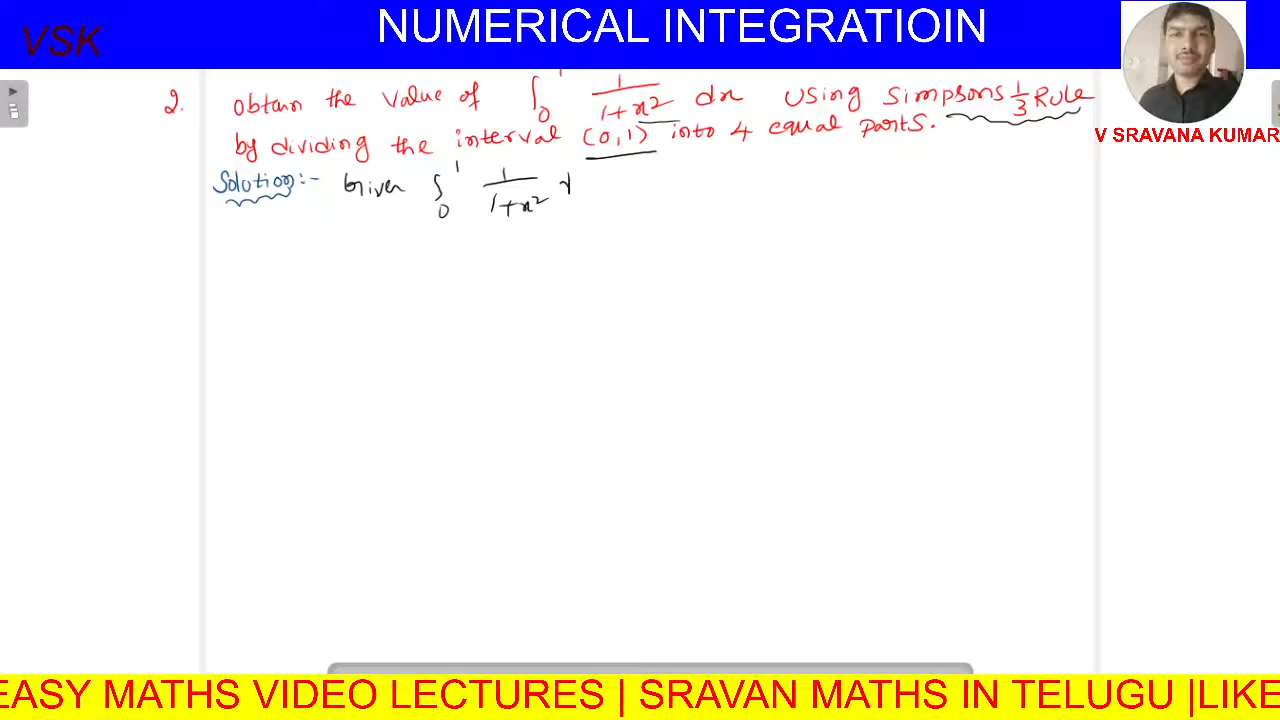 VSK
NUMERICAL INTEGRATIOIN
2. obtain the value of ∫₀¹ 1/(1+x²) dx using Simpsons 1/3 Rule
by dividing the interval (0,1) into 4 equal parts.
V SRAVANA KUMAR
Solution:- Given ∫₀¹ 1/(1+x²)
EASY MATHS VIDEO LECTURES | SRAVAN MATHS IN TELUGU |LIKE